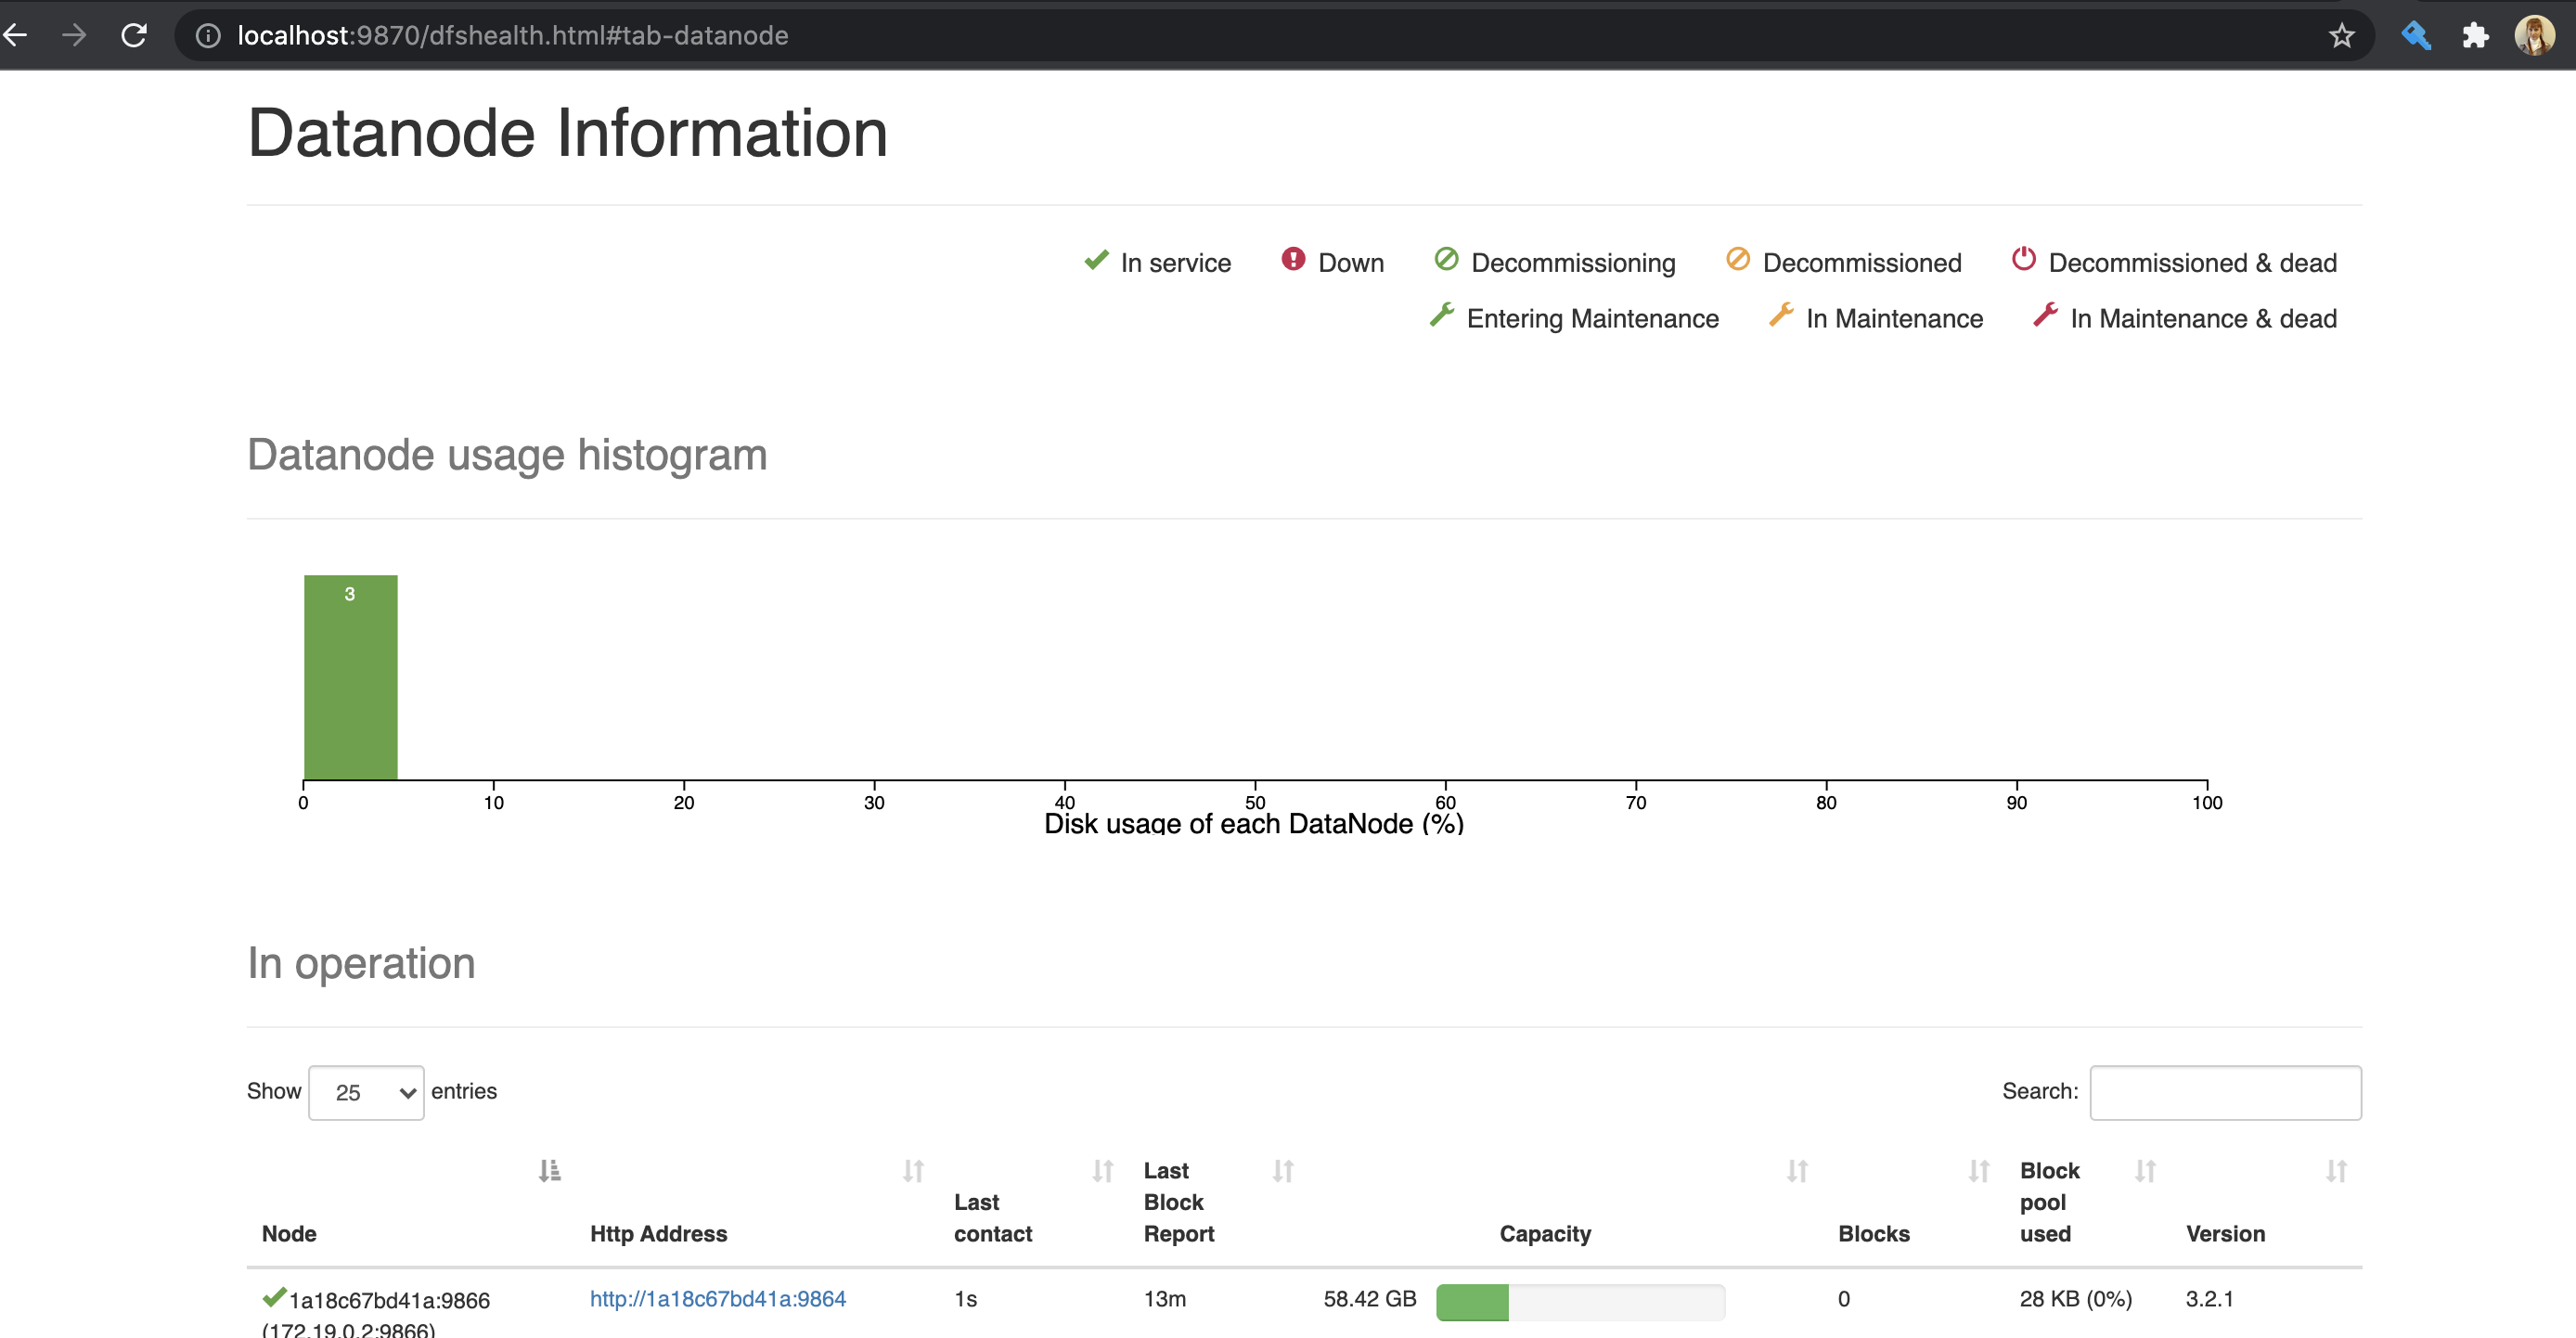 localhost:9870/dfshealth.html#tab-datanode
Datanode Information
In service Down Decommissioning Decommissioned Decommissioned & dead
Entering Maintenance In Maintenance In Maintenance & dead
Datanode usage histogram
3
0 10 20 30 40 50 60 70 80 90 100
Disk usage of each DataNode (%)
In operation
Show 25 entries Search:
Node Http Address Last contact Last Block Report Capacity Blocks Block pool used Version
1a18c67bd41a:9866 http://1a18c67bd41a:9864 1s 13m 58.42 GB 0 28 KB (0%) 3.2.1
(172.19.0.2:9866)